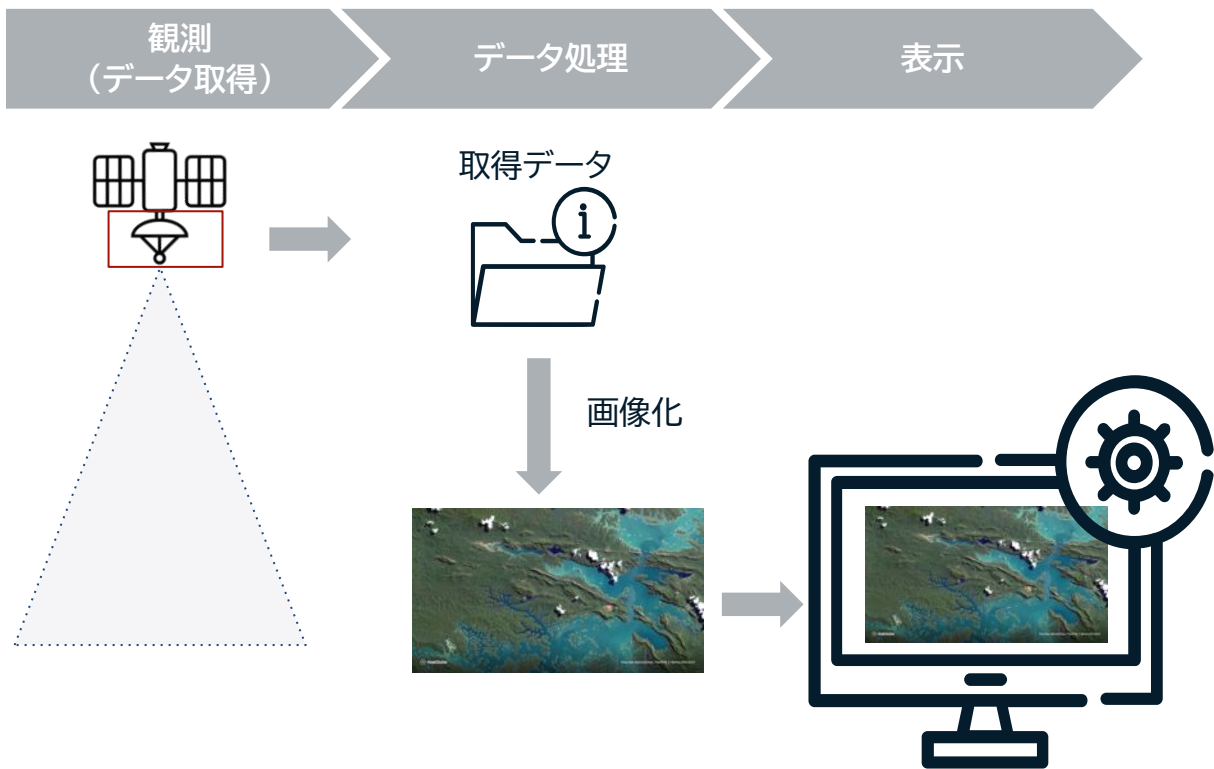 観測
（データ取得）
データ処理
表示
取得データ
i
画像化